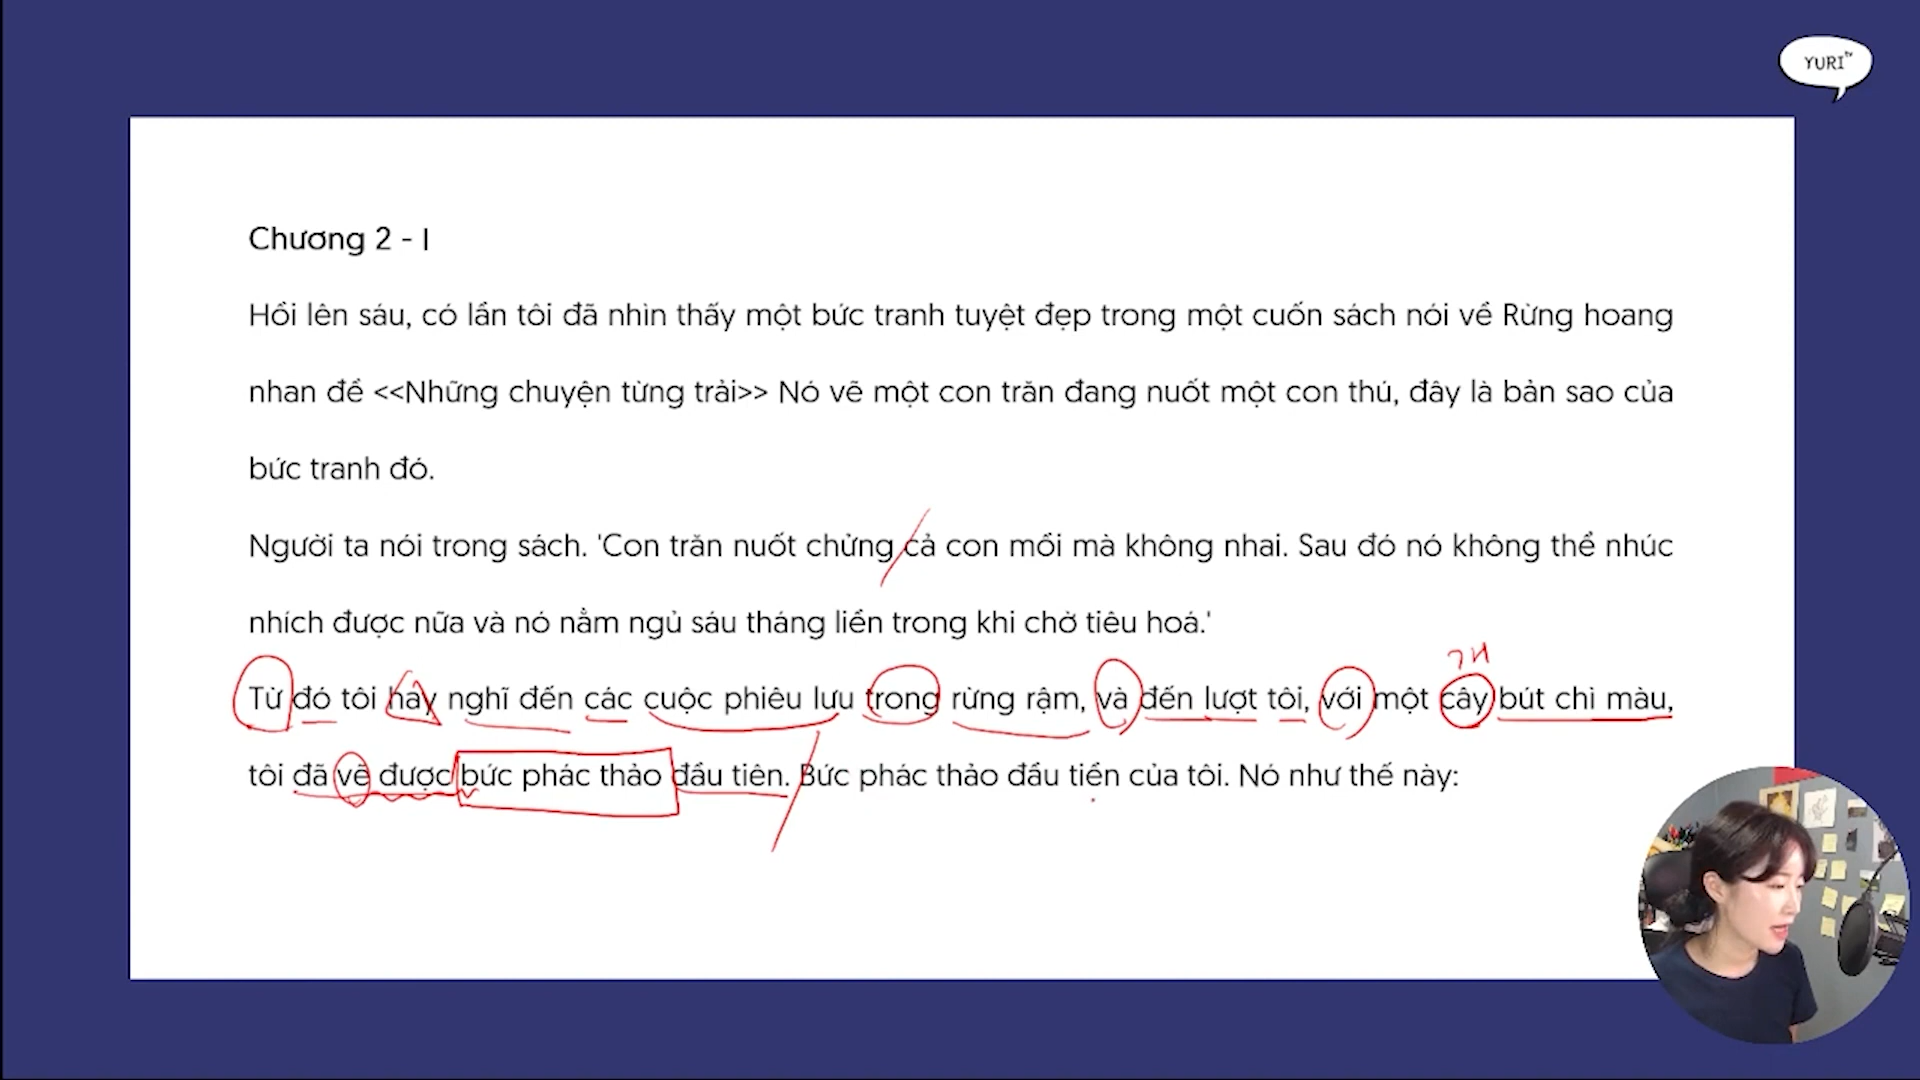 YURI tv
Chương 2 - I
Hồi lên sáu, có lần tôi đã nhìn thấy một bức tranh tuyệt đẹp trong một cuốn sách nói về Rừng hoang
nhan đề <<Những chuyện từng trải>> Nó vẽ một con trăn đang nuốt một con thú, đây là bản sao của
bức tranh đó.
Người ta nói trong sách. 'Con trăn nuốt chửng cả con mồi mà không nhai. Sau đó nó không thể nhúc
nhích được nữa và nó nằm ngủ sáu tháng liền trong khi chờ tiêu hoá.'
개
Từ đó tôi hay nghĩ đến các cuộc phiêu lưu trong rừng rậm, và đến lượt tôi, với một cây bút chì màu,
tôi đã vẽ được bức phác thảo đầu tiên. Bức phác thảo đầu tiền của tôi. Nó như thế này: